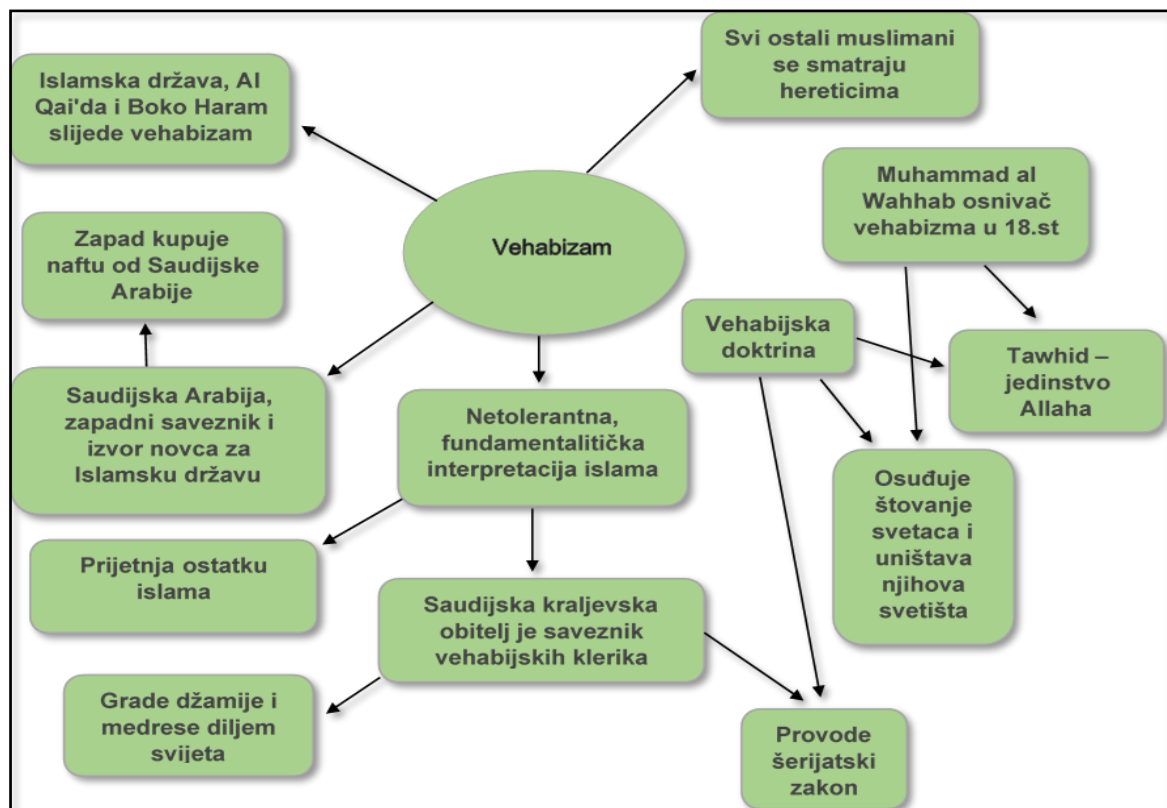 Svi ostali muslimani
se smatraju
hereticima
Islamska država, Al
Qai'da i Boko Haram
slijede vehabizam
Muhammad al
Wahhab osnivač
vehabizma u 18.st
Zapad kupuje
naftu od Saudijske
Arabije
Vehabizam
Vehabijska
doktrina
Tawhid –
jedinstvo
Allaha
Saudijska Arabija,
zapadni saveznik i
izvor novca za
Islamsku državu
Netolerantna,
fundamentalitička
interpretacija islama
Osuđuje
štovanje
svetaca i
uništava
njihova
svetišta
Prijetnja ostatku
islama
Saudijska kraljevska
obitelj je saveznik
vehabijskih klerika
Grade džamije i
medrese diljem
svijeta
Provode
šerijatski
zakon